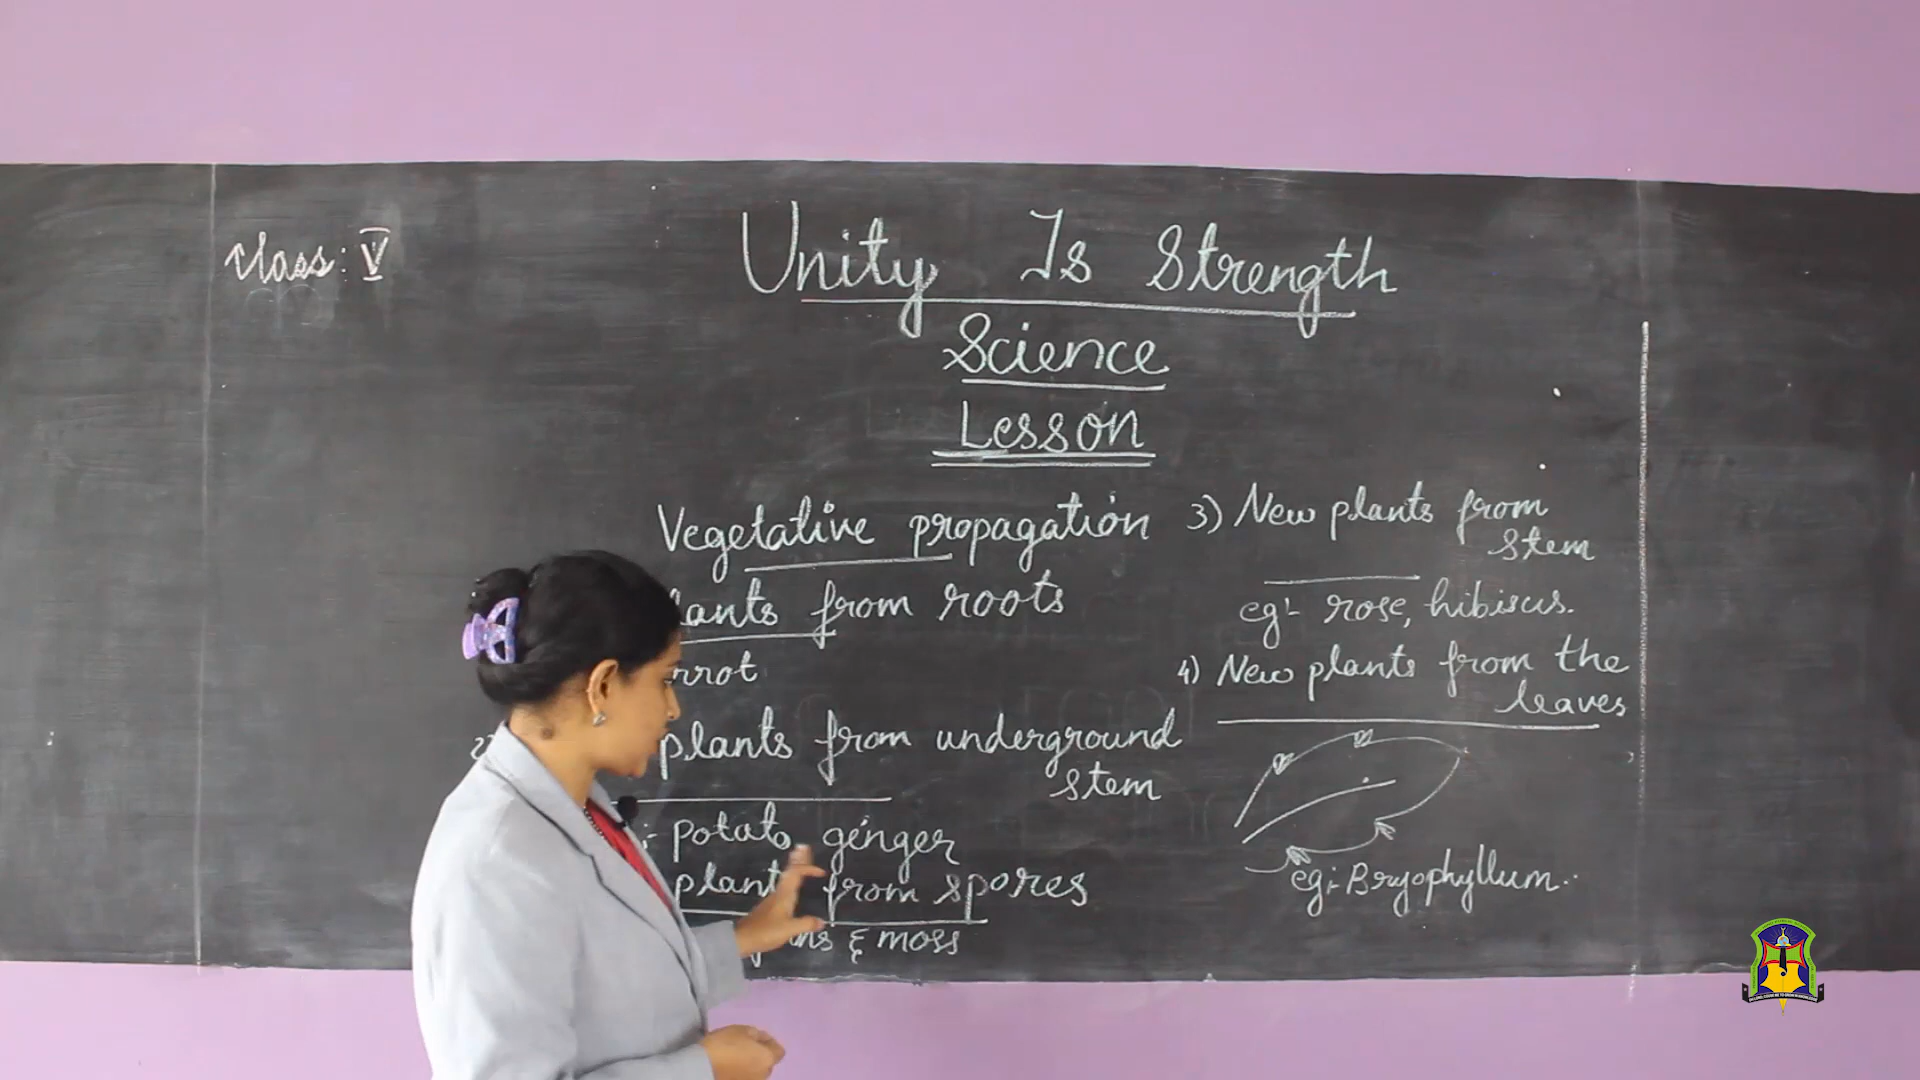 Class: V
Unity Is Strength
Science
Lesson
Vegetative propagation
from roots
plants from underground
stem
potato ginger
from spores
& moss
3) New plants from
stem
eg:- rose, hibiscus.
4) New plants from the
leaves
eg:- Bryophyllum..